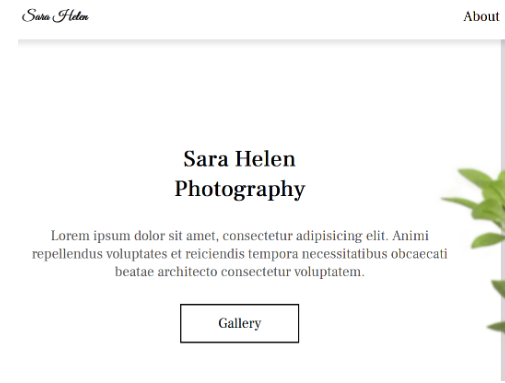 Sara Helen
About
Sara Helen
Photography
Lorem ipsum dolor sit amet, consectetur adipisicing elit. Animi
repellendus voluptates et reiciendis tempora necessitatibus obcaecati
beatae architecto consectetur voluptatem.
Gallery